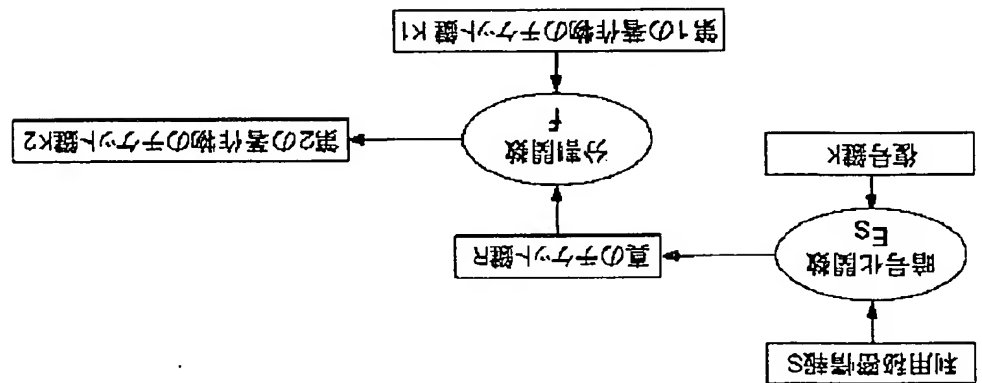 利用秘密情報S
暗号化関数
ES
復号鍵K
真のチケット鍵R
分割関数
f
第1の著作物のチケット鍵K1
第2の著作物のチケット鍵K2